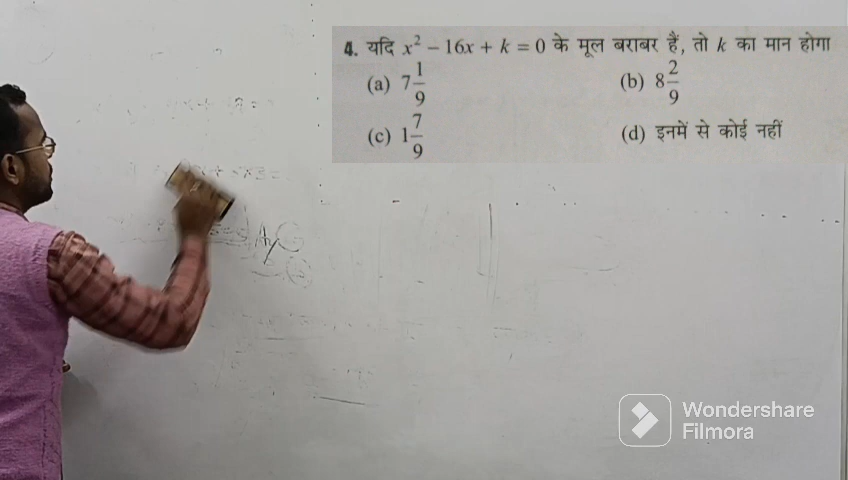 4. यदि x² − 16x + k = 0 के मूल बराबर हैं, तो k का मान होगा
(a) 7 1/9 (b) 8 2/9
(c) 1 7/9 (d) इनमें से कोई नहीं
Wondershare
Filmora